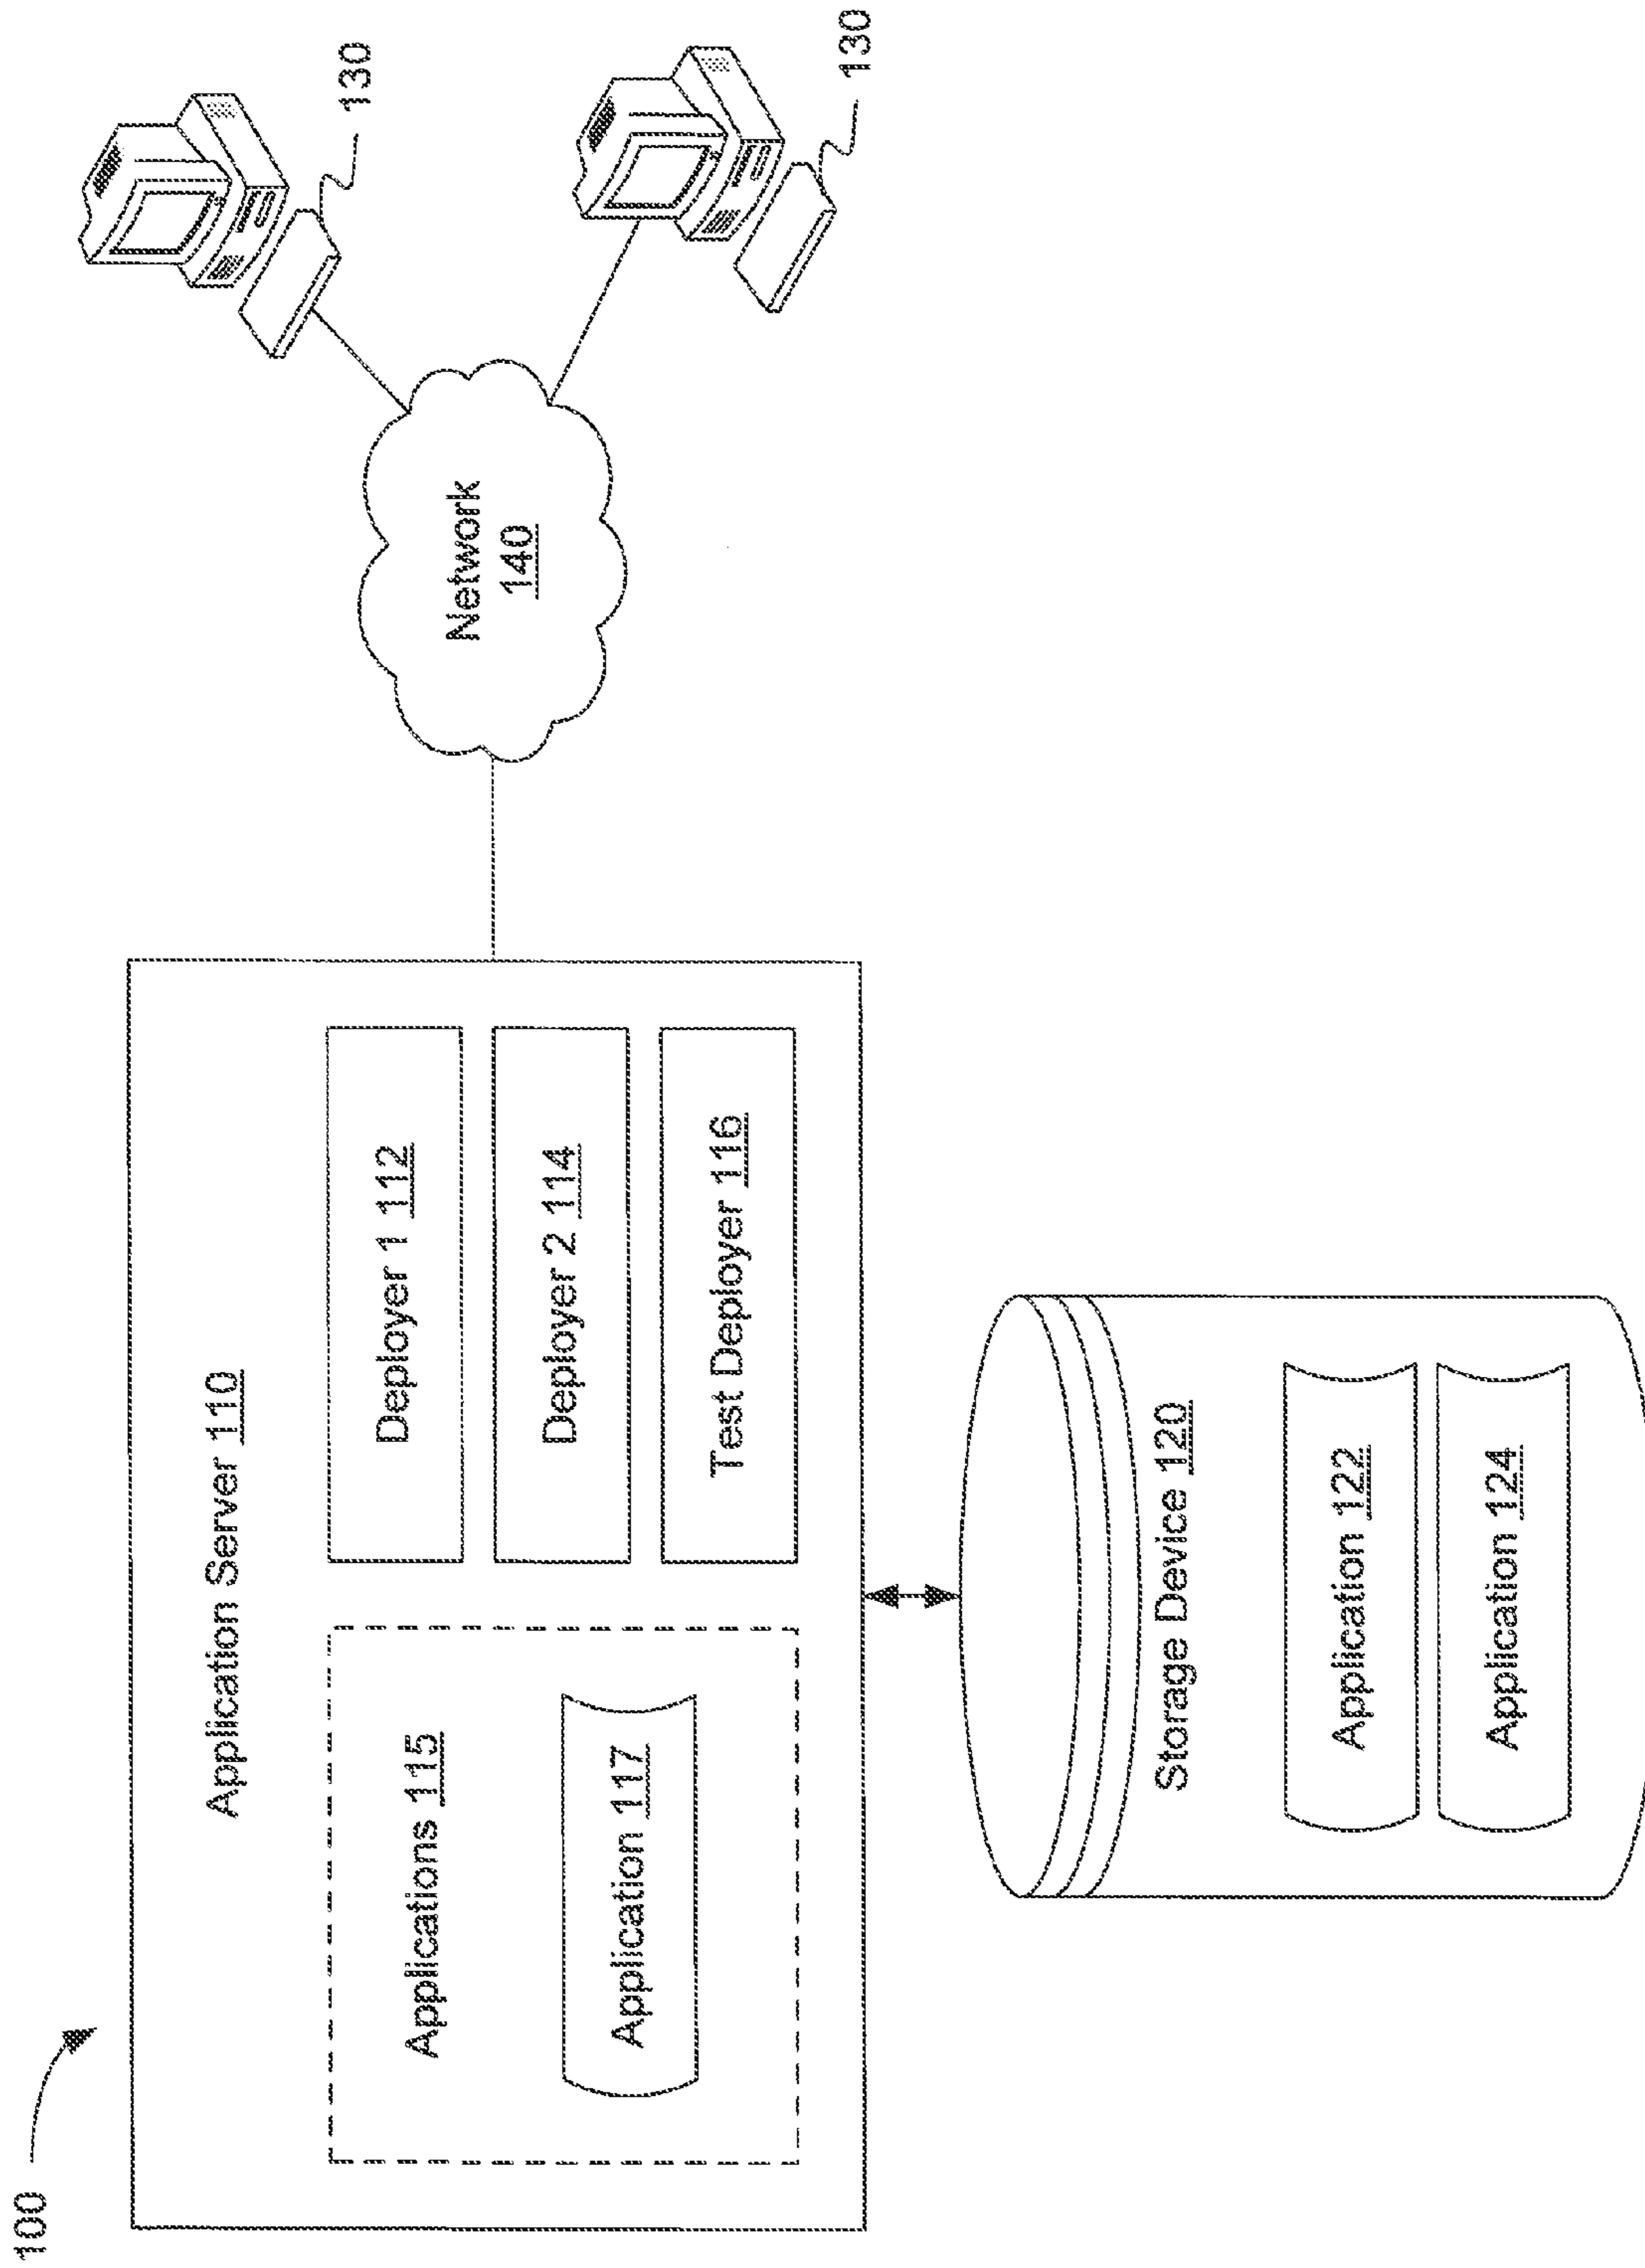 100
Application Server 110
Applications 115
Application 117
Deployer 1 112
Deployer 2 114
Test Deployer 116
Network
140
130
130
Storage Device 120
Application 122
Application 124